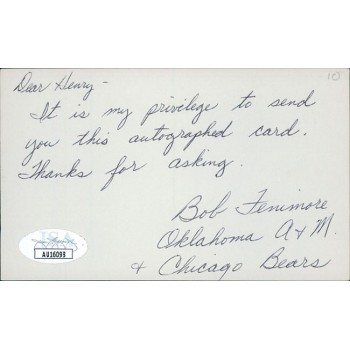 10
Dear Henry -
It is my privilege to send
you this autographed card.
Thanks for asking.
Bob Fenimore
Oklahoma A+M.
+ Chicago Bears
JSA
AU16093